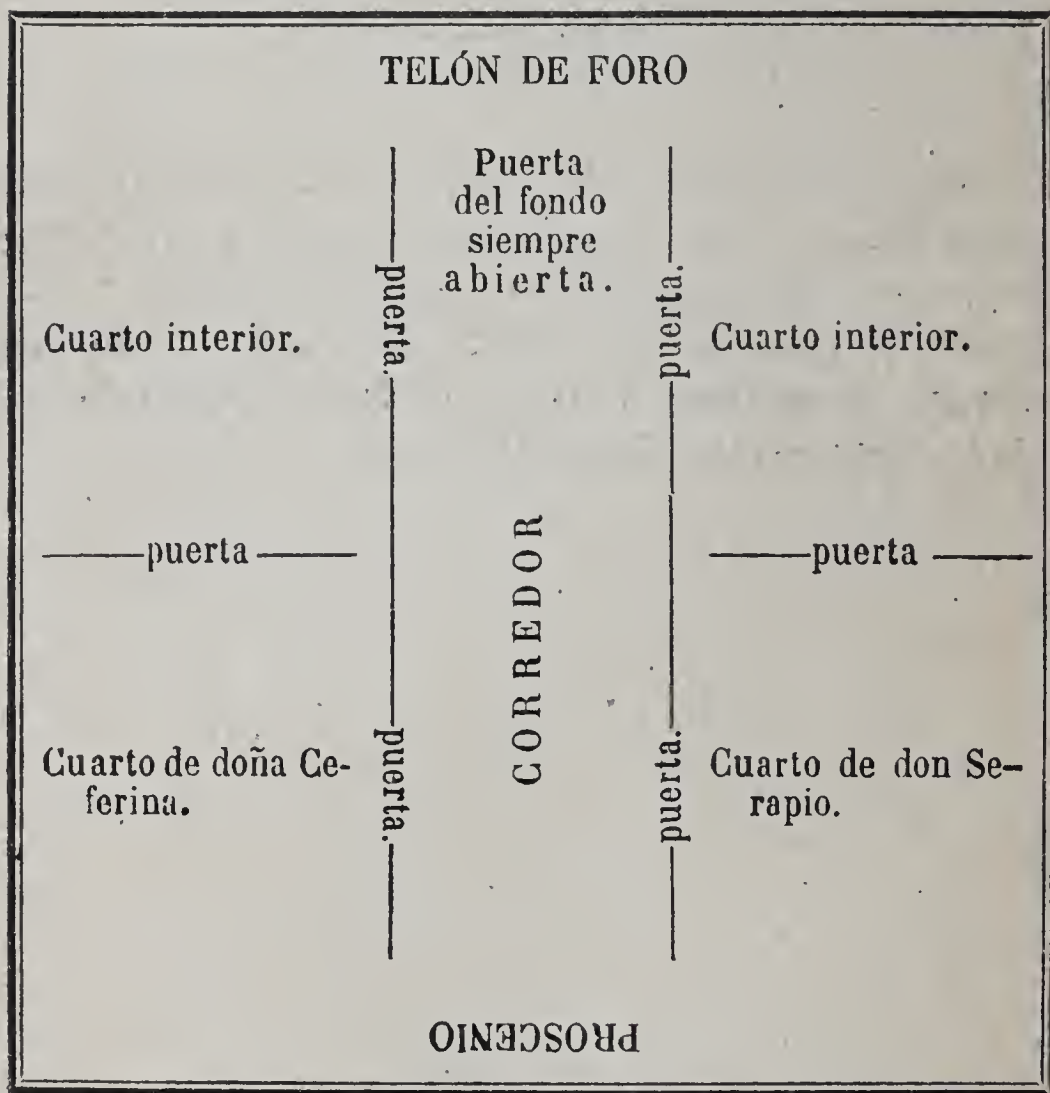 TELÓN DE FORO
Puerta
del fondo
siempre
abierta.
puerta.
puerta.
Cuarto interior.
Cuarto interior.
puerta
puerta
CORREDOR
Cuarto de doña Ce-
ferina.
puerta.
puerta.
Cuarto de don Se-
rapio.
PROSCENIO